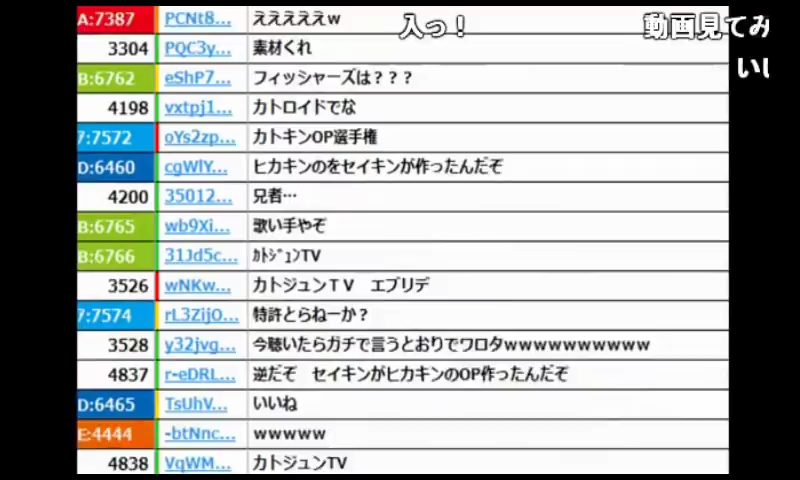 入っ！
動画見てみ
いい
A:7387 PCNt8... えええええw
3304 PQC3y... 素材くれ
B:6762 eShP7... フィッシャーズは？？？
4198 vxtpj1... カトロイドでな
7:7572 oYs2zp... カトキンOP選手権
D:6460 cgWlY... ヒカキンのをセイキンが作ったんだぞ
4200 35012... 兄者…
B:6765 wb9Xi... 歌い手やぞ
B:6766 31Jd5c... ｶﾄｼﾞｭﾝTV
3526 wNKw... カトジュンＴＶ　エブリデ
7:7574 rL3ZijO... 特許とらねーか？
3528 y32jvg... 今聴いたらガチで言うとおりでワロタwwwwwwwwww
4837 r-eDRL... 逆だぞ　セイキンがヒカキンのOP作ったんだぞ
D:6465 TsUhV... いいね
E:4444 -btNnc... wwwww
4838 VqWM... カトジュンTV